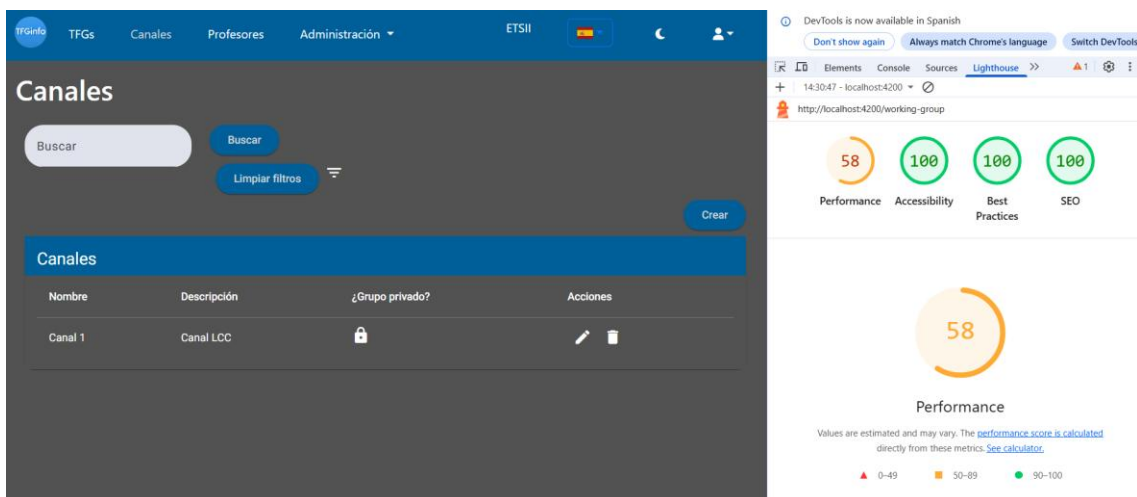 TFGinfo TFGs Canales Profesores Administración ETSII
Canales
Buscar
Buscar
Limpiar filtros
Crear
Canales
Nombre Descripción ¿Grupo privado? Acciones
Canal 1 Canal LCC
DevTools is now available in Spanish
Don't show again Always match Chrome's language Switch DevTools
Elements Console Sources Lighthouse 1
14:30:47 - localhost:4200
http://localhost:4200/working-group
58 100 100 100
Performance Accessibility Best Practices SEO
58
Performance
Values are estimated and may vary. The performance score is calculated
directly from these metrics. See calculator.
0–49 50–89 90–100